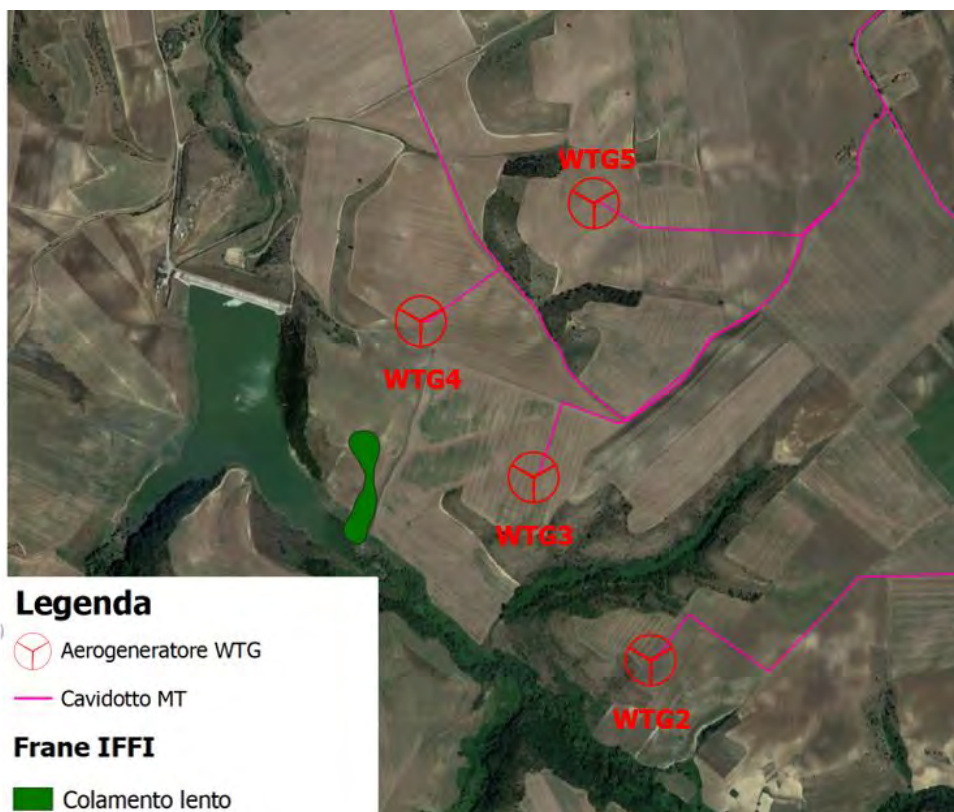 WTG5
WTG4
WTG3
WTG2
Legenda
Aerogeneratore WTG
Cavidotto MT
Frane IFFI
Colamento lento